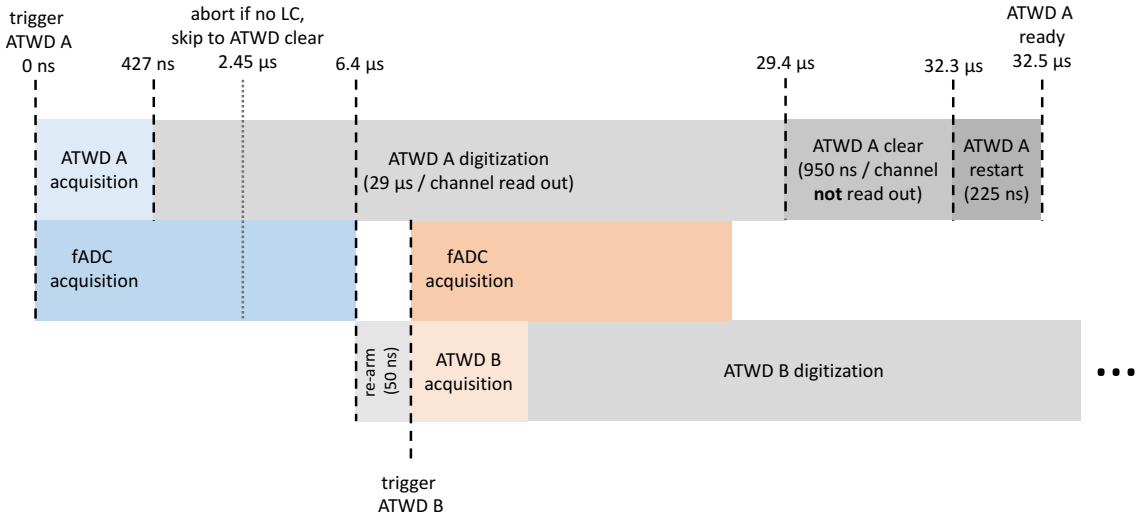 trigger
ATWD A
0 ns
427 ns
abort if no LC,
skip to ATWD clear
2.45 µs
6.4 µs
29.4 µs
32.3 µs
ATWD A
ready
32.5 µs
ATWD A
acquisition
ATWD A digitization
(29 µs / channel read out)
ATWD A clear
(950 ns / channel
not read out)
ATWD A
restart
(225 ns)
fADC
acquisition
fADC
acquisition
re-arm
(50 ns)
ATWD B
acquisition
ATWD B digitization
...
trigger
ATWD B